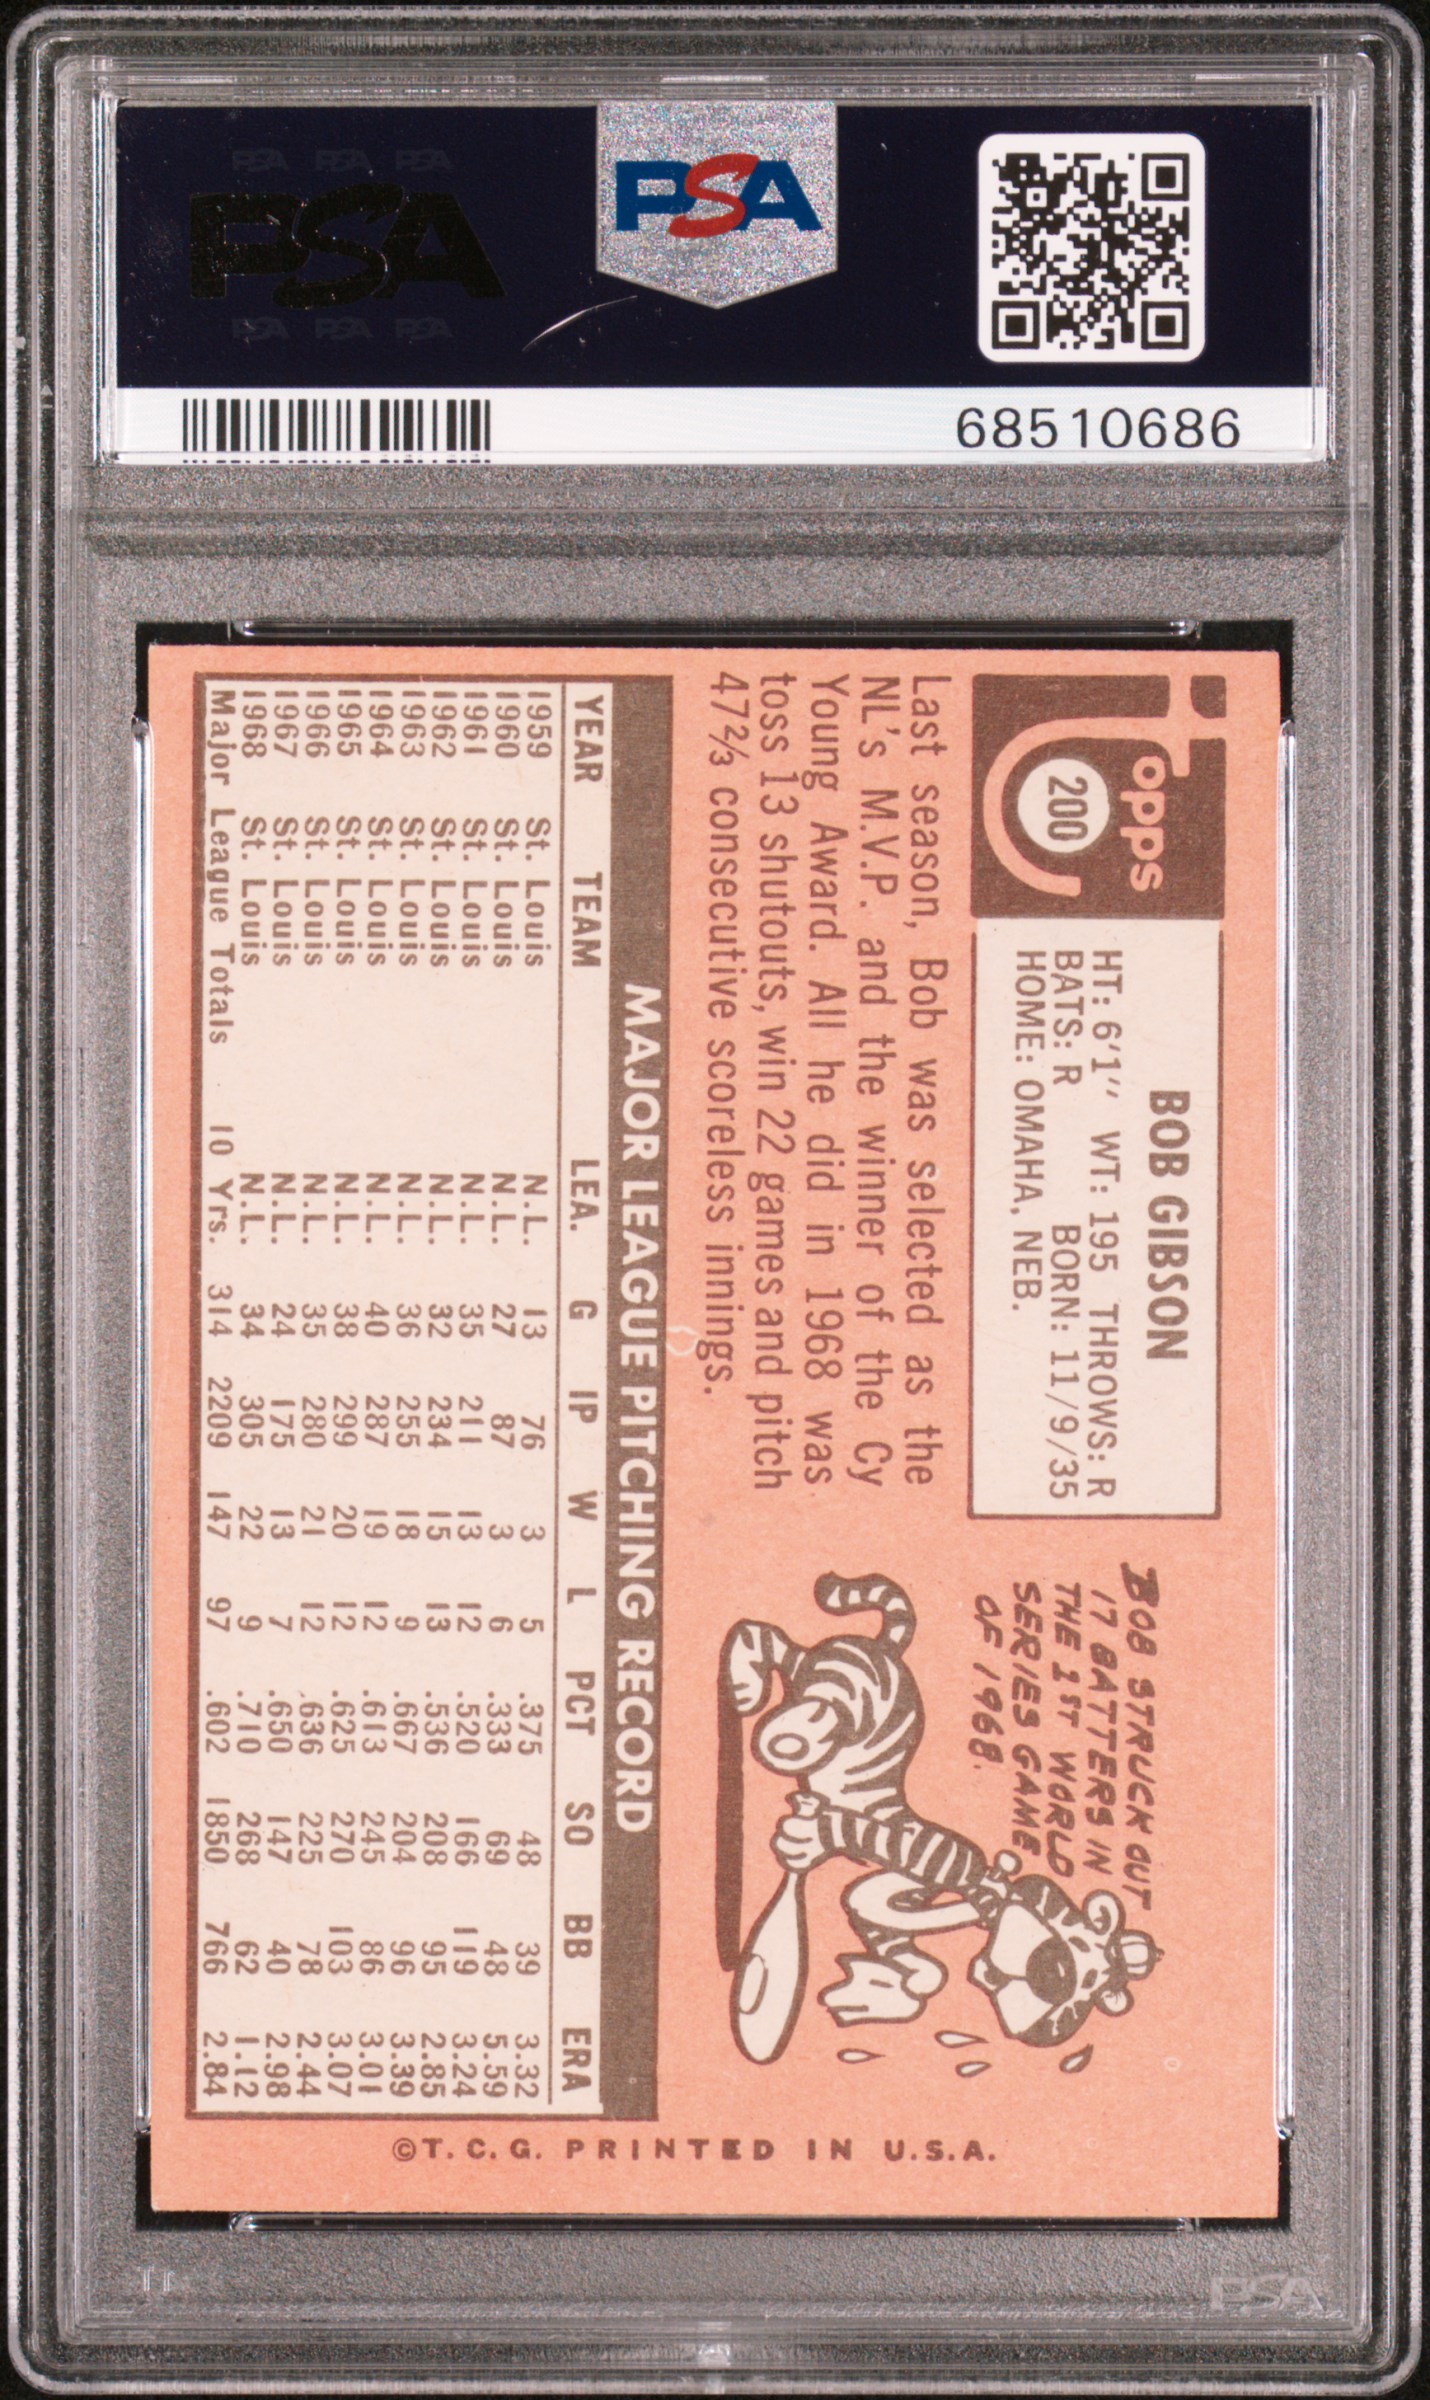 PSA PSA PSA
PSA
PSA PSA PSA
PSA
68510686
Topps
200
BOB GIBSON
HT: 6'1" WT: 195 THROWS: R
BATS: R BORN: 11/9/35
HOME: OMAHA, NEB.
Last season, Bob was selected as the
NL's M.V.P. and the winner of the Cy
Young Award. All he did in 1968 was
toss 13 shutouts, win 22 games and pitch
47⅔ consecutive scoreless innings.
BOB STRUCK OUT
17 BATTERS IN
THE 1ST WORLD
SERIES GAME
OF 1968.
MAJOR LEAGUE PITCHING RECORD
YEAR TEAM LEA. G IP W L PCT SO BB ERA
1959 St. Louis N.L. 13 76 3 5 .375 48 39 3.32
1960 St. Louis N.L. 27 87 3 6 .333 69 48 5.59
1961 St. Louis N.L. 35 211 13 12 .520 166 119 3.24
1962 St. Louis N.L. 32 234 15 13 .536 208 95 2.85
1963 St. Louis N.L. 36 255 18 9 .667 204 96 3.39
1964 St. Louis N.L. 40 287 19 12 .613 245 86 3.01
1965 St. Louis N.L. 38 299 20 12 .625 270 103 3.07
1966 St. Louis N.L. 35 280 21 12 .636 225 78 2.44
1967 St. Louis N.L. 24 175 13 7 .650 147 40 2.98
1968 St. Louis N.L. 34 305 22 9 .710 268 62 1.12
Major League Totals 10 Yrs. 314 2209 147 97 .602 1850 766 2.84
©T.C.G. PRINTED IN U.S.A.
PSA